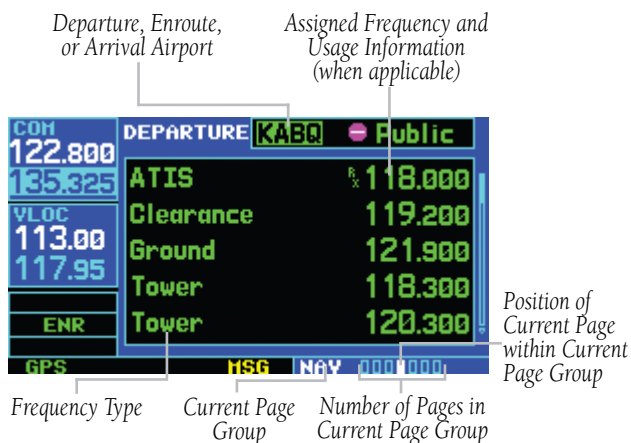 Departure, Enroute,
or Arrival Airport
Assigned Frequency and
Usage Information
(when applicable)
COM
122.800
135.325
VLOC
113.00
117.95
ENR
DEPARTURE KABQ Public
ATIS Rx 118.000
Clearance 119.200
Ground 121.900
Tower 118.300
Tower 120.300
GPS MSG NAV
Position of
Current Page
within Current
Page Group
Frequency Type
Current Page
Group
Number of Pages in
Current Page Group